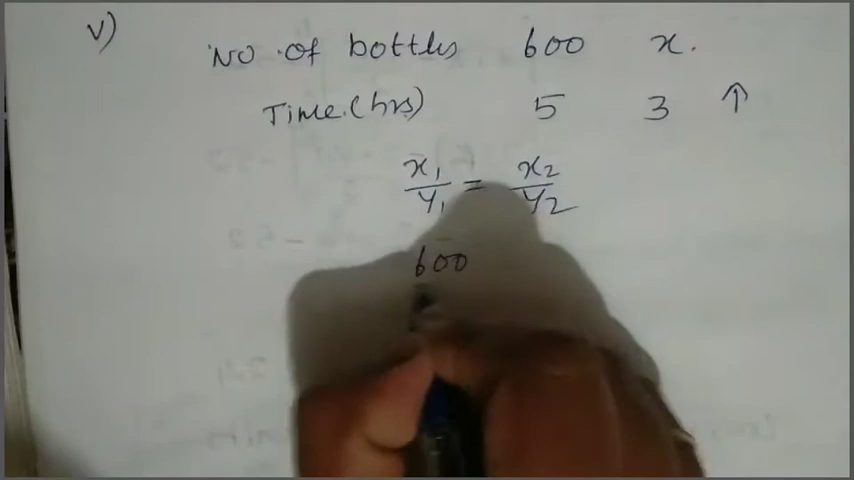 v)
No. of bottles 600 x.
Time.(hrs) 5 3 ↑
x₁/y₁ = x₂/y₂
600